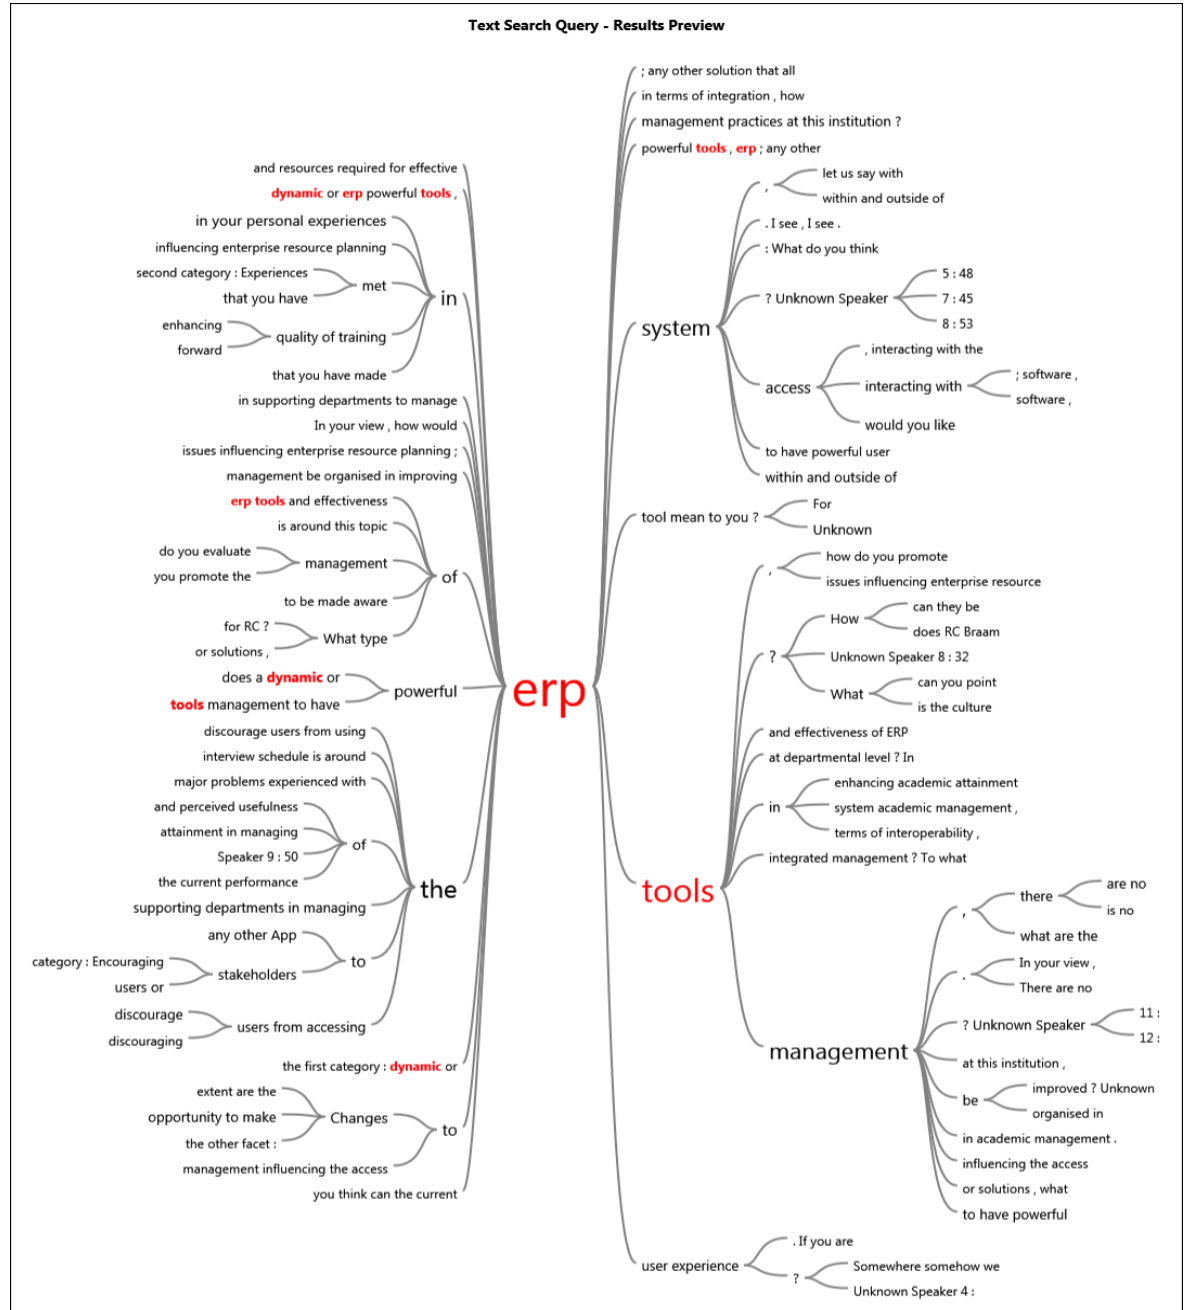 Text Search Query - Results Preview
and resources required for effective
dynamic or erp powerful tools ,
in your personal experiences
influencing enterprise resource planning
second category : Experiences
that you have
met
enhancing
forward
quality of training
that you have made
in
in supporting departments to manage
In your view , how would
issues influencing enterprise resource planning ;
management be organised in improving
erp tools and effectiveness
is around this topic
do you evaluate
you promote the
management
to be made aware
for RC ?
or solutions ,
What type
of
does a dynamic or
tools management to have
powerful
discourage users from using
interview schedule is around
major problems experienced with
and perceived usefulness
attainment in managing
Speaker 9 : 50
the current performance
of
supporting departments in managing
any other App
category : Encouraging
users or
stakeholders
to
discourage
discouraging
users from accessing
the
the first category : dynamic or
extent are the
opportunity to make
the other facet :
Changes
management influencing the access
to
you think can the current
erp
; any other solution that all
in terms of integration , how
management practices at this institution ?
powerful tools , erp ; any other
system
,
let us say with
within and outside of
. I see , I see .
: What do you think
? Unknown Speaker
5 : 48
7 : 45
8 : 53
access
, interacting with the
interacting with
; software ,
software ,
would you like
to have powerful user
within and outside of
tool mean to you ?
For
Unknown
tools
,
how do you promote
issues influencing enterprise resource
?
How
can they be
does RC Braam
Unknown Speaker 8 : 32
What
can you point
is the culture
and effectiveness of ERP
at departmental level ? In
in
enhancing academic attainment
system academic management ,
terms of interoperability ,
integrated management ? To what
management
,
there
are no
is no
what are the
.
In your view ,
There are no
? Unknown Speaker
11 :
12 :
at this institution ,
be
improved ? Unknown
organised in
in academic management .
influencing the access
or solutions , what
to have powerful
user experience
. If you are
?
Somewhere somehow we
Unknown Speaker 4 :